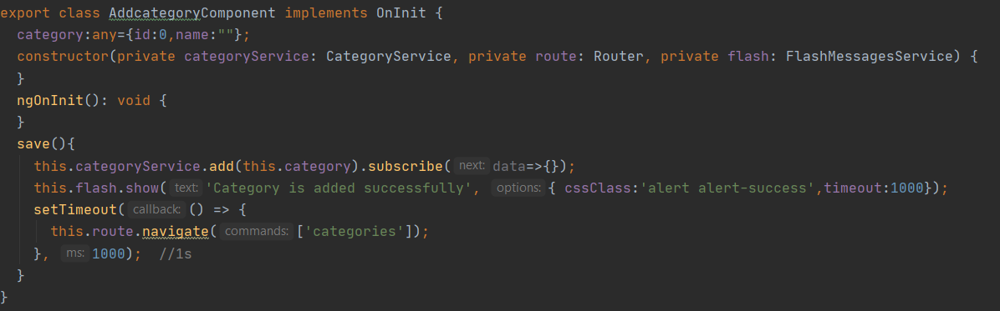 export class AddcategoryComponent implements OnInit {
category:any={id:0,name:""};
constructor(private categoryService: CategoryService, private route: Router, private flash: FlashMessagesService) {
}
ngOnInit(): void {
}
save(){
this.categoryService.add(this.category).subscribe( next: data=>{});
this.flash.show( text: 'Category is added successfully', options: { cssClass:'alert alert-success',timeout:1000});
setTimeout( callback: () => {
this.route.navigate( commands: ['categories']);
}, ms: 1000); //1s
}
}